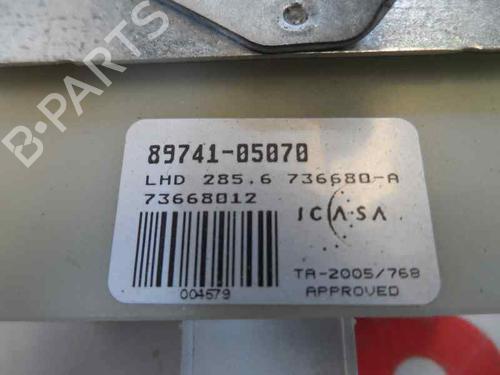 B-PARTS
89741-05070
LHD 285.6 736680-A
73668012
ICASA
004579
TA-2005/768
APPROVED